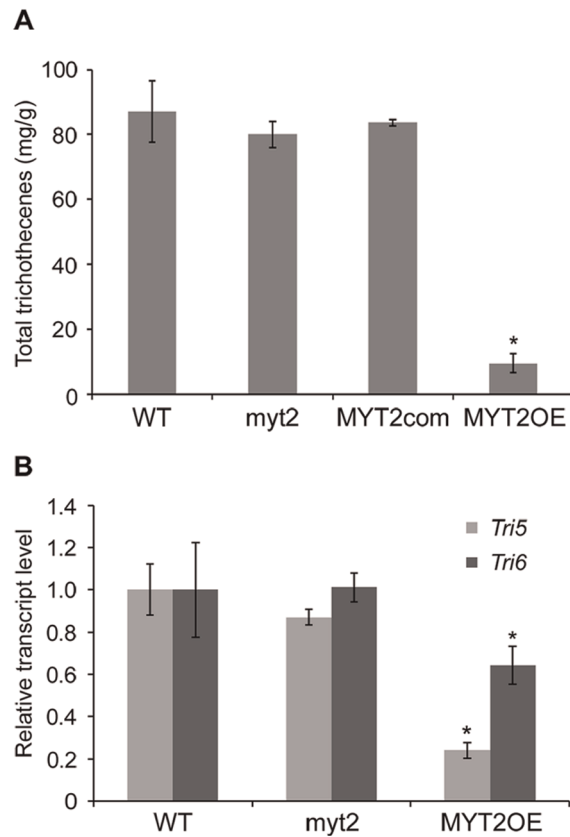 A
Total trichothecenes (mg/g)
100
80
60
40
20
0
*
WT myt2 MYT2com MYT2OE
B
Relative transcript level
1.4
1.2
1.0
0.8
0.6
0.4
0.2
0
Tri5
Tri6
*
*
WT myt2 MYT2OE